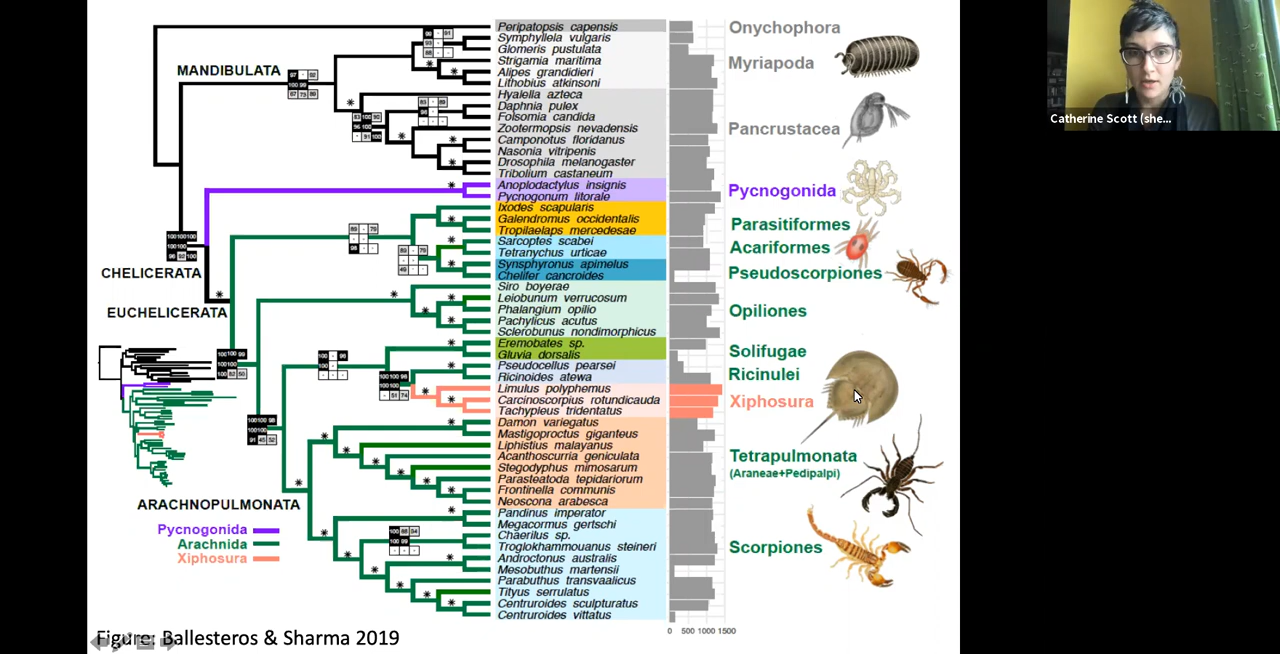 MANDIBULATA
CHELICERATA
EUCHELICERATA
ARACHNOPULMONATA
Pycnogonida
Arachnida
Xiphosura
Peripatopsis capensis
Symphylella vulgaris
Glomeris pustulata
Strigamia maritima
Alipes grandidieri
Lithobius atkinsoni
Hyalella azteca
Daphnia pulex
Folsomia candida
Zootermopsis nevadensis
Camponotus floridanus
Nasonia vitripenis
Drosophila melanogaster
Tribolium castaneum
Anoplodactylus insignis
Pycnogonum litorale
Ixodes scapularis
Galendromus occidentalis
Tropilaelaps mercedesae
Sarcoptes scabei
Tetranychus urticae
Synsphyronus apimelus
Chelifer cancroides
Siro boyerae
Leiobunum verrucosum
Phalangium opilio
Pachylicus acutus
Sclerobunus nondimorphicus
Eremobates sp.
Gluvia dorsalis
Pseudocellus pearsei
Ricinoides atewa
Limulus polyphemus
Carcinoscorpius rotundicauda
Tachypleus tridentatus
Damon variegatus
Mastigoproctus giganteus
Liphistius malayanus
Acanthoscurria geniculata
Stegodyphus mimosarum
Parasteatoda tepidariorum
Frontinella communis
Neoscona arabesca
Pandinus imperator
Megacormus gertschi
Chaerilus sp.
Troglokhammouanus steineri
Androctonus australis
Mesobuthus martensii
Parabuthus transvaalicus
Tityus serrulatus
Centruroides sculpturatus
Centruroides vittatus
0 500 1000 1500
Onychophora
Myriapoda
Pancrustacea
Pycnogonida
Parasitiformes
Acariformes
Pseudoscorpiones
Opiliones
Solifugae
Ricinulei
Xiphosura
Tetrapulmonata
(Araneae+Pedipalpi)
Scorpiones
Figure: Ballesteros & Sharma 2019
Catherine Scott (she...